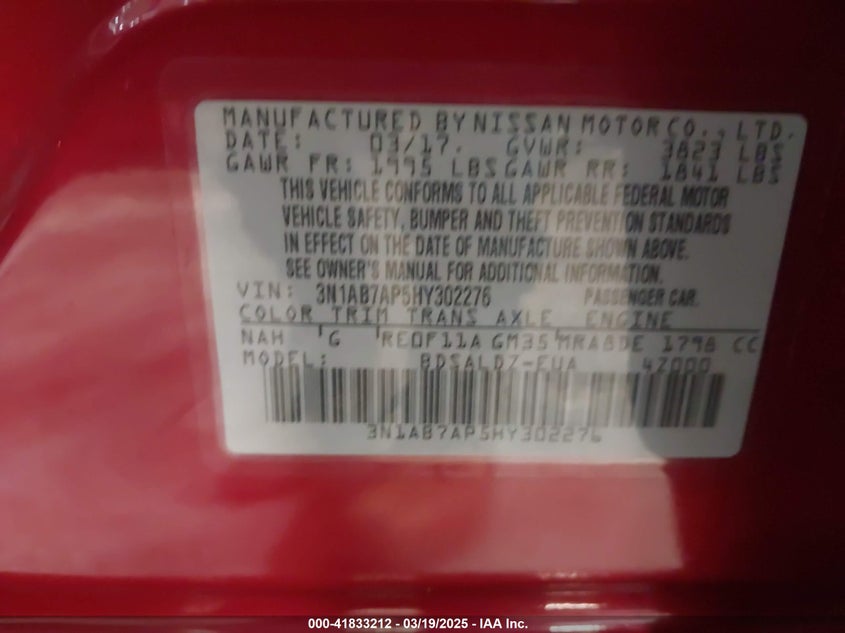 MANUFACTURED BY NISSAN MOTOR CO., LTD.
DATE: 03/17. GVWR: 3823 LBS
GAWR FR: 1995 LBS GAWR RR: 1841 LBS
THIS VEHICLE CONFORMS TO ALL APPLICABLE FEDERAL MOTOR
VEHICLE SAFETY, BUMPER AND THEFT PREVENTION STANDARDS
IN EFFECT ON THE DATE OF MANUFACTURE SHOWN ABOVE.
SEE OWNER'S MANUAL FOR ADDITIONAL INFORMATION.
VIN: 3N1AB7AP5HY302276 PASSENGER CAR.
COLOR TRIM TRANS AXLE ENGINE
NAH G RE0F11A GM35 MRA8DE 1798 CC
MODEL: BDSALDZ-EUA 4Z000
3N1AB7AP5HY302276
000-41833212 - 03/19/2025 - IAA Inc.